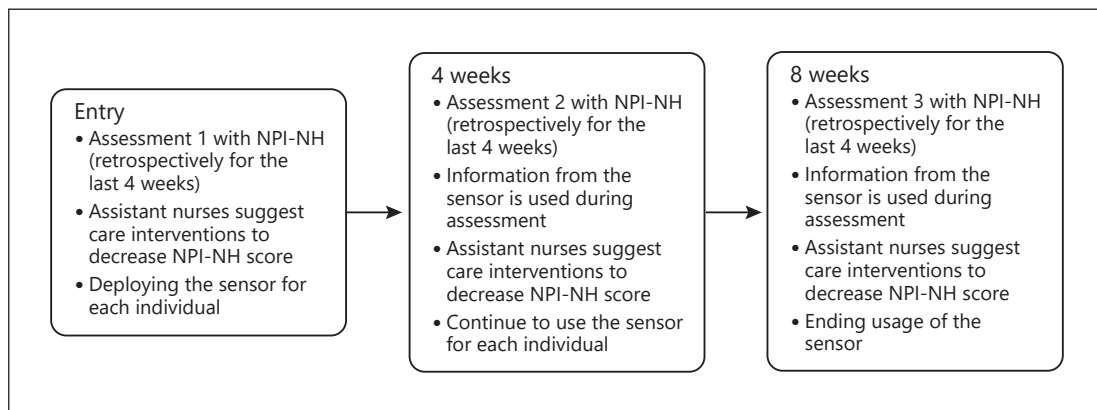 Entry
• Assessment 1 with NPI-NH
(retrospectively for the
last 4 weeks)
• Assistant nurses suggest
care interventions to
decrease NPI-NH score
• Deploying the sensor for
each individual
4 weeks
• Assessment 2 with NPI-NH
(retrospectively for the
last 4 weeks)
• Information from the
sensor is used during
assessment
• Assistant nurses suggest
care interventions to
decrease NPI-NH score
• Continue to use the sensor
for each individual
8 weeks
• Assessment 3 with NPI-NH
(retrospectively for the
last 4 weeks)
• Information from the
sensor is used during
assessment
• Assistant nurses suggest
care interventions to
decrease NPI-NH score
• Ending usage of the
sensor